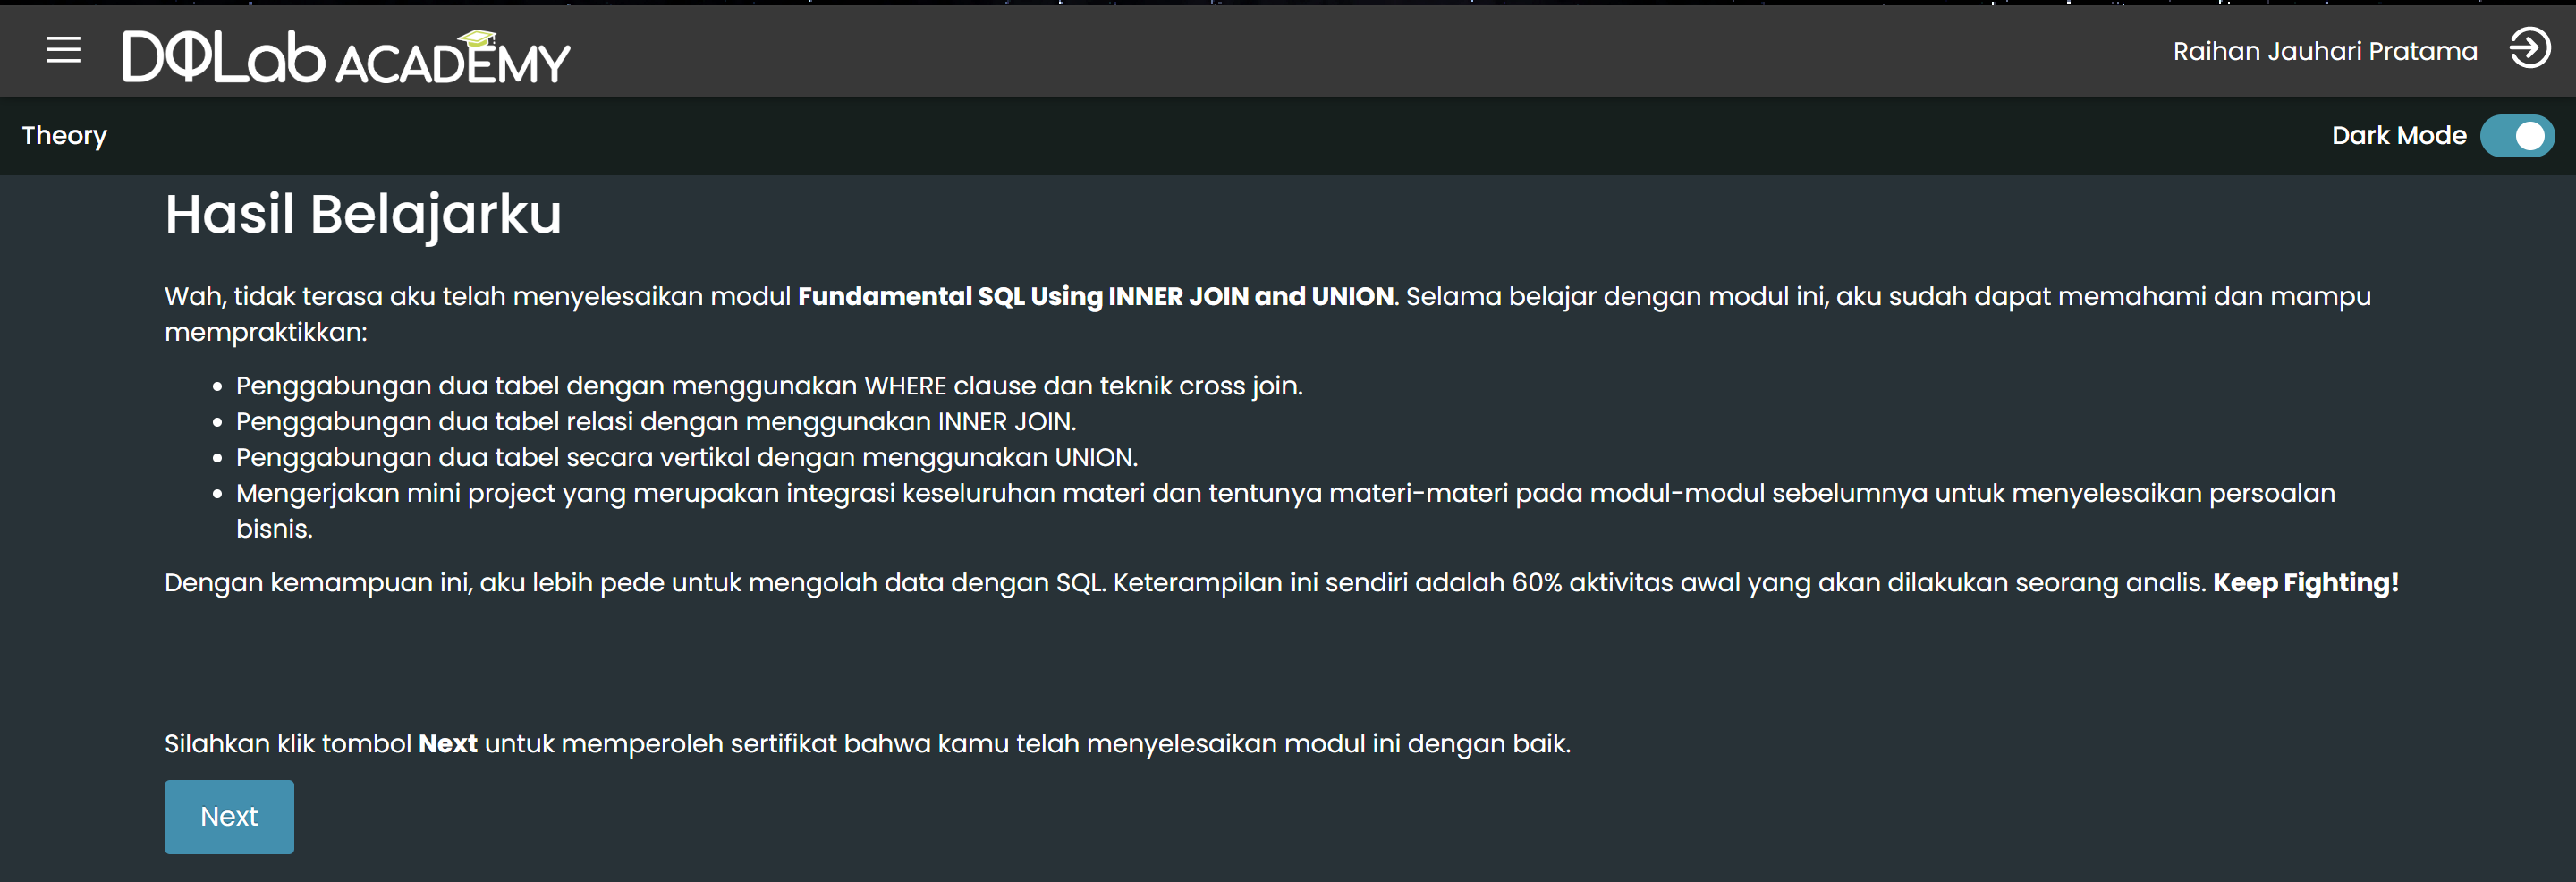 DQLab ACADEMY
Raihan Jauhari Pratama
Theory
Dark Mode
Hasil Belajarku
Wah, tidak terasa aku telah menyelesaikan modul Fundamental SQL Using INNER JOIN and UNION. Selama belajar dengan modul ini, aku sudah dapat memahami dan mampu
mempraktikkan:
• Penggabungan dua tabel dengan menggunakan WHERE clause dan teknik cross join.
• Penggabungan dua tabel relasi dengan menggunakan INNER JOIN.
• Penggabungan dua tabel secara vertikal dengan menggunakan UNION.
• Mengerjakan mini project yang merupakan integrasi keseluruhan materi dan tentunya materi-materi pada modul-modul sebelumnya untuk menyelesaikan persoalan
bisnis.
Dengan kemampuan ini, aku lebih pede untuk mengolah data dengan SQL. Keterampilan ini sendiri adalah 60% aktivitas awal yang akan dilakukan seorang analis. Keep Fighting!
Silahkan klik tombol Next untuk memperoleh sertifikat bahwa kamu telah menyelesaikan modul ini dengan baik.
Next